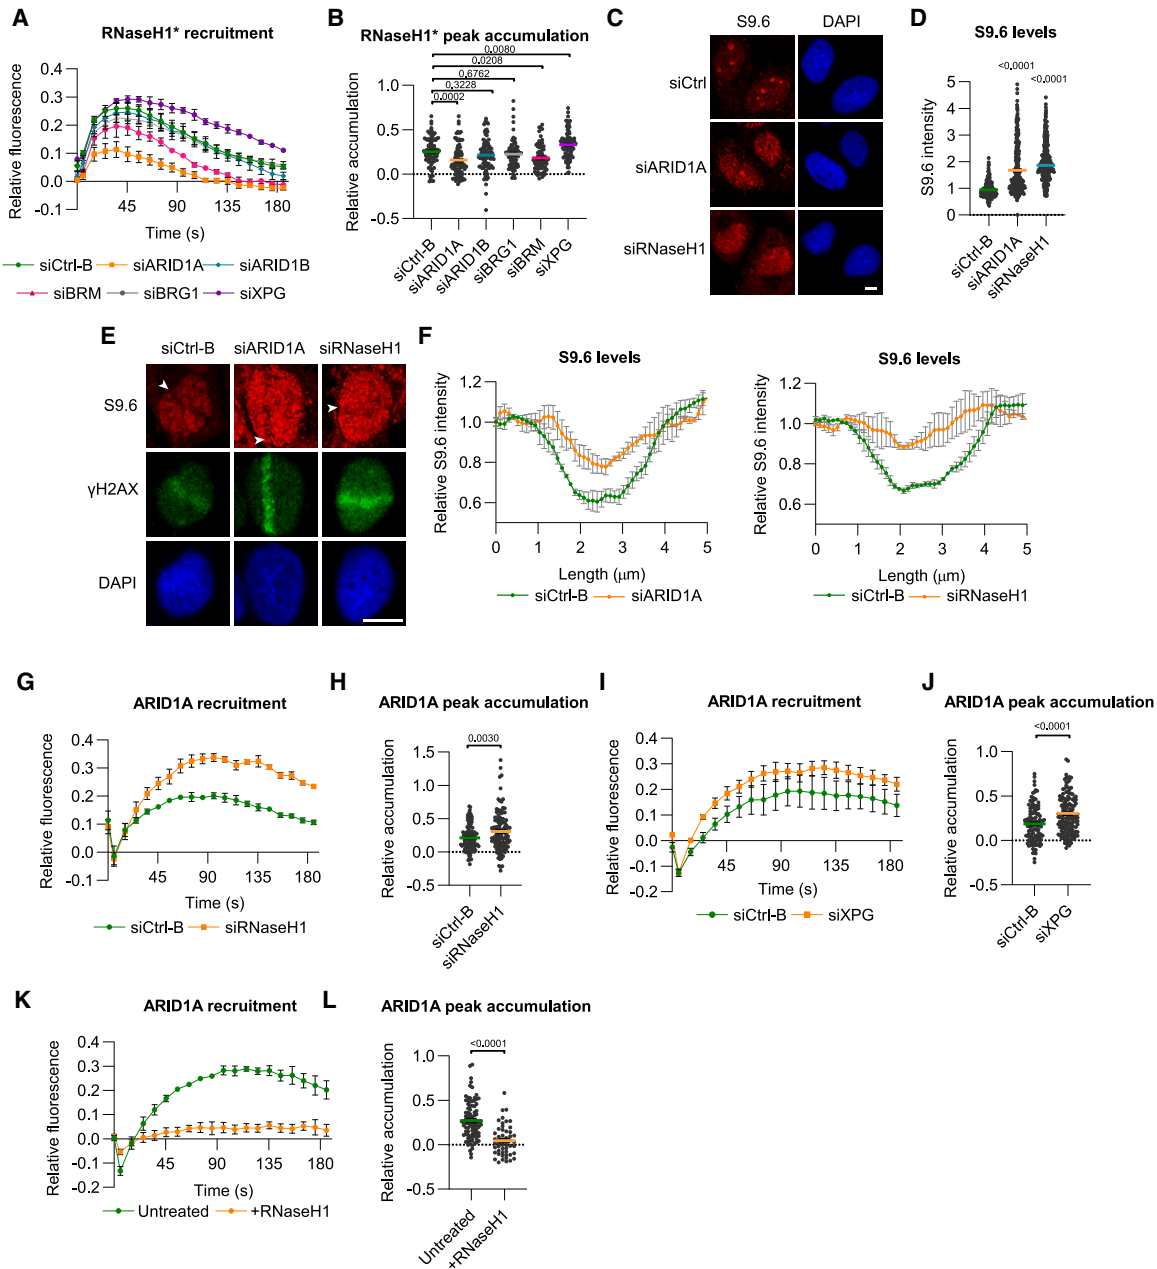 A
RNaseH1* recruitment
Relative fluorescence
0.4
0.3
0.2
0.1
0.0
-0.1
45
90
135
180
Time (s)
siCtrl-B
siARID1A
siARID1B
siBRM
siBRG1
siXPG
B
RNaseH1* peak accumulation
0.0080
0.0208
0.6762
0.3228
0.0002
Relative accumulation
1.0
0.5
0.0
-0.5
siCtrl-B
siARID1A
siARID1B
siBRG1
siBRM
siXPG
C
S9.6
DAPI
siCtrl
siARID1A
siRNaseH1
D
S9.6 levels
<0.0001
<0.0001
S9.6 intensity
5
4
3
2
1
0
siCtrl-B
siARID1A
siRNaseH1
E
siCtrl-B
siARID1A
siRNaseH1
S9.6
γH2AX
DAPI
F
S9.6 levels
Relative S9.6 intensity
1.2
1.0
0.8
0.6
0
1
2
3
4
5
Length (μm)
siCtrl-B
siARID1A
S9.6 levels
Relative S9.6 intensity
1.2
1.0
0.8
0.6
0
1
2
3
4
5
Length (μm)
siCtrl-B
siRNaseH1
G
ARID1A recruitment
Relative fluorescence
0.4
0.3
0.2
0.1
0.0
-0.1
45
90
135
180
Time (s)
siCtrl-B
siRNaseH1
H
ARID1A peak accumulation
0.0030
Relative accumulation
1.5
1.0
0.5
0.0
-0.5
siCtrl-B
siRNaseH1
I
ARID1A recruitment
Relative fluorescence
0.4
0.3
0.2
0.1
0.0
-0.1
-0.2
45
90
135
180
Time (s)
siCtrl-B
siXPG
J
ARID1A peak accumulation
<0.0001
Relative accumulation
1.0
0.5
0.0
-0.5
siCtrl-B
siXPG
K
ARID1A recruitment
Relative fluorescence
0.4
0.3
0.2
0.1
0.0
-0.1
-0.2
45
90
135
180
Time (s)
Untreated
+RNaseH1
L
ARID1A peak accumulation
<0.0001
Relative accumulation
1.0
0.5
0.0
-0.5
Untreated
+RNaseH1